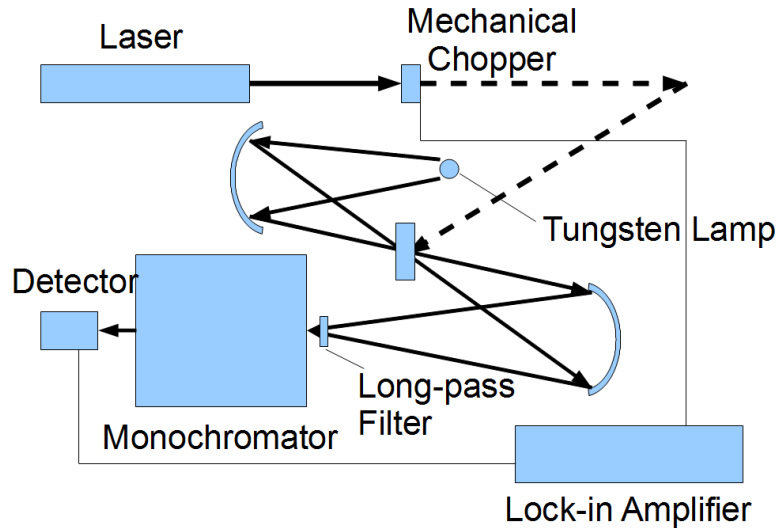 Laser
Mechanical
Chopper
Tungsten Lamp
Detector
Long-pass
Filter
Monochromator
Lock-in Amplifier